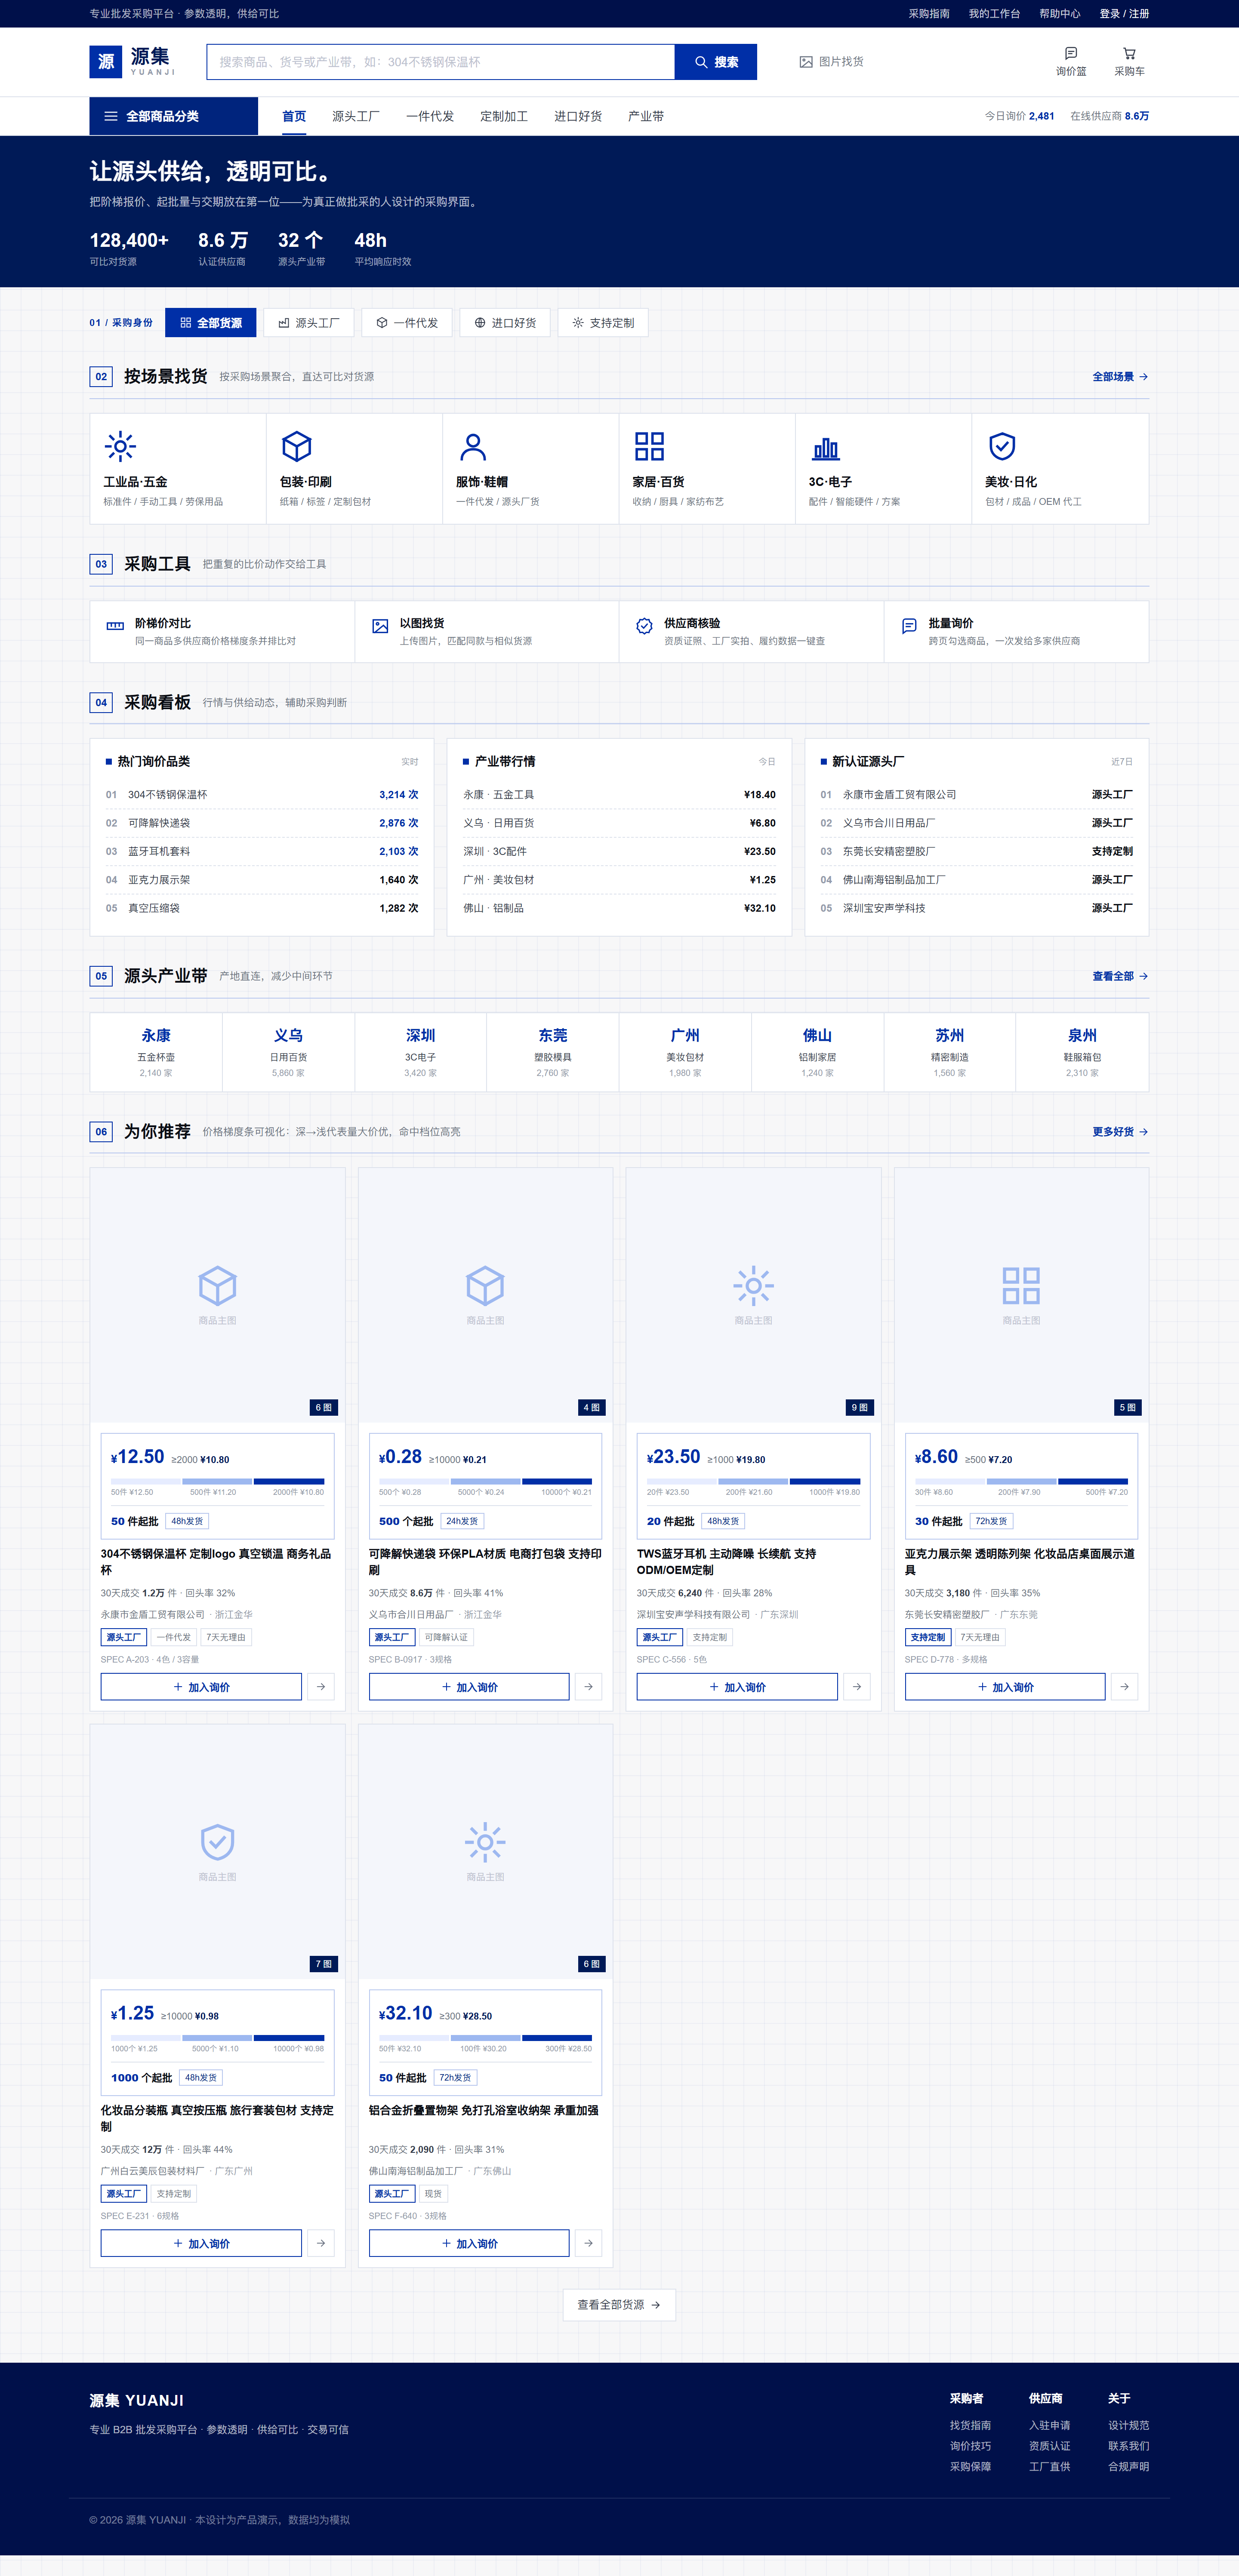 专业批发采购平台 · 参数透明，供给可比
采购指南 我的工作台 帮助中心 登录 / 注册
源 源集 YUANJI
搜索商品、货号或产业带，如：304不锈钢保温杯
搜索
图片找货
询价篮 采购车
全部商品分类
首页 源头工厂 一件代发 定制加工 进口好货 产业带
今日询价 2,481 在线供应商 8.6万
让源头供给，透明可比。
把阶梯报价、起批量与交期放在第一位——为真正做批采的人设计的采购界面。
128,400+ 8.6 万 32 个 48h
可比对货源 认证供应商 源头产业带 平均响应时效
01 / 采购身份 全部货源 源头工厂 一件代发 进口好货 支持定制
02 按场景找货 按采购场景聚合，直达可比对货源 全部场景 →
工业品·五金 包装·印刷 服饰·鞋帽 家居·百货 3C·电子 美妆·日化
标准件 / 手动工具 / 劳保用品 纸箱 / 标签 / 定制包材 一件代发 / 源头厂货 收纳 / 厨具 / 家纺布艺 配件 / 智能硬件 / 方案 包材 / 成品 / OEM 代工
03 采购工具 把重复的比价动作交给工具
阶梯价对比 以图找货 供应商核验 批量询价
同一商品多供应商价格梯度条并排比对 上传图片，匹配同款与相似货源 资质证照、工厂实拍、履约数据一键查 跨页勾选商品，一次发给多家供应商
04 采购看板 行情与供给动态，辅助采购判断
热门询价品类 实时
01 304不锈钢保温杯 3,214 次
02 可降解快递袋 2,876 次
03 蓝牙耳机套料 2,103 次
04 亚克力展示架 1,640 次
05 真空压缩袋 1,282 次
产业带行情 今日
永康 · 五金工具 ¥18.40
义乌 · 日用百货 ¥6.80
深圳 · 3C配件 ¥23.50
广州 · 美妆包材 ¥1.25
佛山 · 铝制品 ¥32.10
新认证源头厂 近7日
01 永康市金盾工贸有限公司 源头工厂
02 义乌市合川日用品厂 源头工厂
03 东莞长安精密塑胶厂 支持定制
04 佛山南海铝制品加工厂 源头工厂
05 深圳宝安声学科技 源头工厂
05 源头产业带 产地直连，减少中间环节 查看全部 →
永康 义乌 深圳 东莞 广州 佛山 苏州 泉州
五金杯壶 日用百货 3C电子 塑胶模具 美妆包材 铝制家居 精密制造 鞋服箱包
2,140 家 5,860 家 3,420 家 2,760 家 1,980 家 1,240 家 1,560 家 2,310 家
06 为你推荐 价格梯度条可视化：深→浅代表量大价优，命中档位高亮 更多好货 →
商品主图
6 图
¥12.50 ≥2000 ¥10.80
50件 ¥12.50 500件 ¥11.20 2000件 ¥10.80
50 件起批 48h发货
304不锈钢保温杯 定制logo 真空锁温 商务礼品
杯
30天成交 1.2万 件 · 回头率 32%
永康市金盾工贸有限公司 · 浙江金华
源头工厂 一件代发 7天无理由
SPEC A-203 · 4色 / 3容量
加入询价 →
商品主图
4 图
¥0.28 ≥10000 ¥0.21
500个 ¥0.28 5000个 ¥0.24 10000个 ¥0.21
500 个起批 24h发货
可降解快递袋 环保PLA材质 电商打包袋 支持印
刷
30天成交 8.6万 件 · 回头率 41%
义乌市合川日用品厂 · 浙江金华
源头工厂 可降解认证
SPEC B-0917 · 3规格
加入询价 →
商品主图
9 图
¥23.50 ≥1000 ¥19.80
20件 ¥23.50 200件 ¥21.60 1000件 ¥19.80
20 件起批 48h发货
TWS蓝牙耳机 主动降噪 长续航 支持
ODM/OEM定制
30天成交 6,240 件 · 回头率 28%
深圳宝安声学科技有限公司 · 广东深圳
源头工厂 支持定制
SPEC C-556 · 5色
加入询价 →
商品主图
5 图
¥8.60 ≥500 ¥7.20
30件 ¥8.60 200件 ¥7.90 500件 ¥7.20
30 件起批 72h发货
亚克力展示架 透明陈列架 化妆品店桌面展示道
具
30天成交 3,180 件 · 回头率 35%
东莞长安精密塑胶厂 · 广东东莞
支持定制 7天无理由
SPEC D-778 · 多规格
加入询价 →
商品主图
7 图
¥1.25 ≥10000 ¥0.98
1000个 ¥1.25 5000个 ¥1.10 10000个 ¥0.98
1000 个起批 48h发货
化妆品分装瓶 真空按压瓶 旅行套装包材 支持定
制
30天成交 12万 件 · 回头率 44%
广州白云美辰包装材料厂 · 广东广州
源头工厂 支持定制
SPEC E-231 · 6规格
加入询价 →
商品主图
6 图
¥32.10 ≥300 ¥28.50
50件 ¥32.10 100件 ¥30.20 300件 ¥28.50
50 件起批 72h发货
铝合金折叠置物架 免打孔浴室收纳架 承重加强
30天成交 2,090 件 · 回头率 31%
佛山南海铝制品加工厂 · 广东佛山
源头工厂 现货
SPEC F-640 · 3规格
加入询价 →
查看全部货源 →
源集 YUANJI
专业 B2B 批发采购平台 · 参数透明 · 供给可比 · 交易可信
采购者 供应商 关于
找货指南 入驻申请 设计规范
询价技巧 资质认证 联系我们
采购保障 工厂直供 合规声明
© 2026 源集 YUANJI · 本设计为产品演示，数据均为模拟